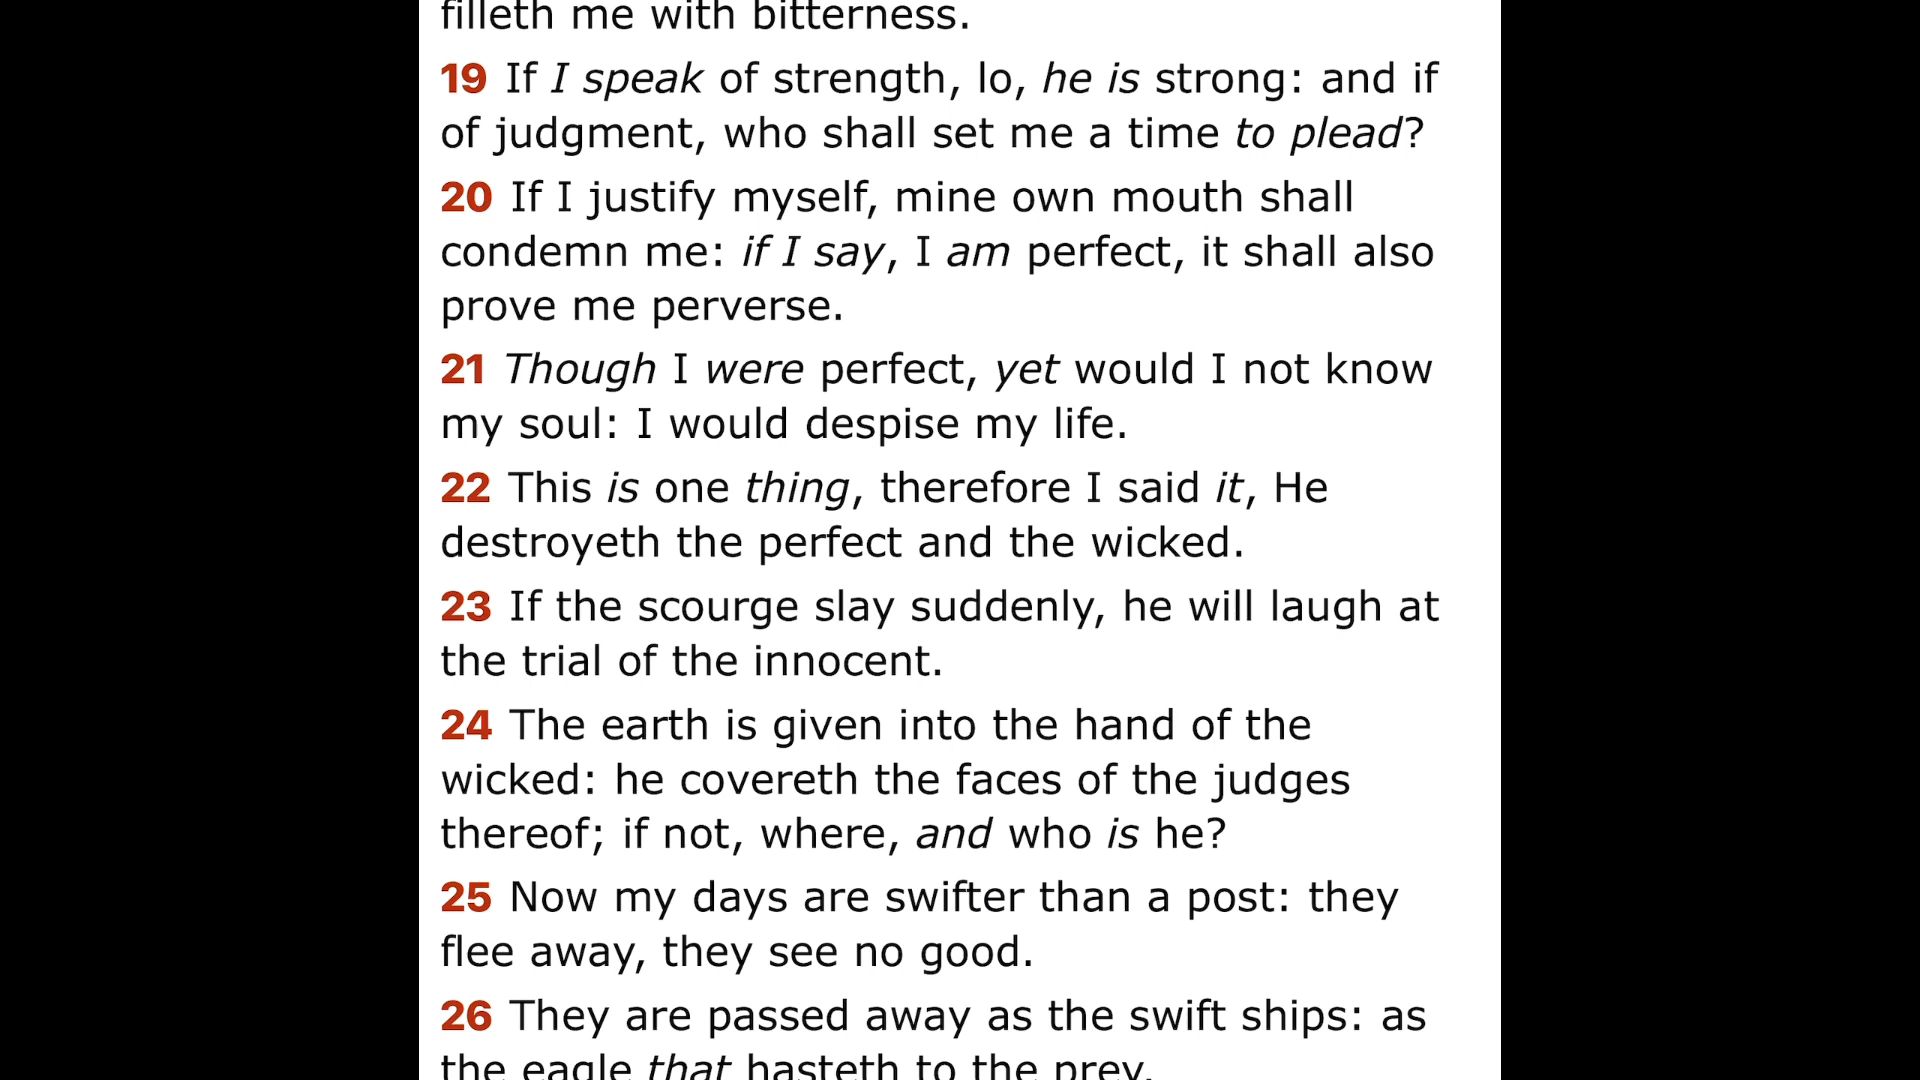 filleth me with bitterness.
19 If I speak of strength, lo, he is strong: and if
of judgment, who shall set me a time to plead?
20 If I justify myself, mine own mouth shall
condemn me: if I say, I am perfect, it shall also
prove me perverse.
21 Though I were perfect, yet would I not know
my soul: I would despise my life.
22 This is one thing, therefore I said it, He
destroyeth the perfect and the wicked.
23 If the scourge slay suddenly, he will laugh at
the trial of the innocent.
24 The earth is given into the hand of the
wicked: he covereth the faces of the judges
thereof; if not, where, and who is he?
25 Now my days are swifter than a post: they
flee away, they see no good.
26 They are passed away as the swift ships: as
the eagle that hasteth to the prey.